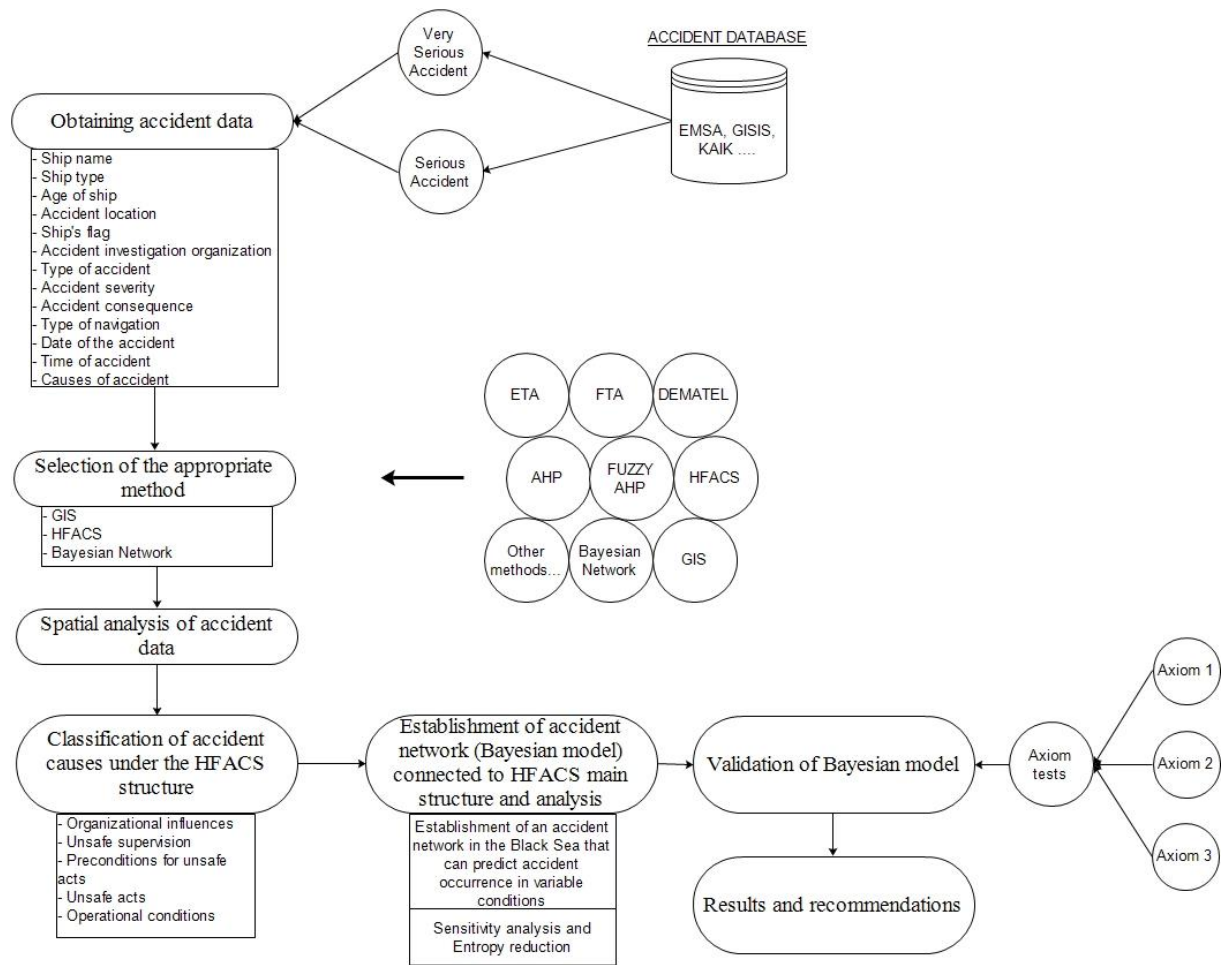 ACCIDENT DATABASE
EMSA, GISIS,
KAIK ....
Very
Serious
Accident
Serious
Accident
Obtaining accident data
- Ship name
- Ship type
- Age of ship
- Accident location
- Ship's flag
- Accident investigation organization
- Type of accident
- Accident severity
- Accident consequence
- Type of navigation
- Date of the accident
- Time of accident
- Causes of accident
ETA
FTA
DEMATEL
AHP
FUZZY
AHP
HFACS
Other
methods...
Bayesian
Network
GIS
Selection of the appropriate
method
- GIS
- HFACS
- Bayesian Network
Spatial analysis of accident
data
Classification of accident
causes under the HFACS
structure
- Organizational influences
- Unsafe supervision
- Preconditions for unsafe
acts
- Unsafe acts
- Operational conditions
Establishment of accident
network (Bayesian model)
connected to HFACS main
structure and analysis
Establishment of an accident
network in the Black Sea that
can predict accident
occurrence in variable
conditions
Sensitivity analysis and
Entropy reduction
Validation of Bayesian model
Axiom
tests
Axiom 1
Axiom 2
Axiom 3
Results and recommendations